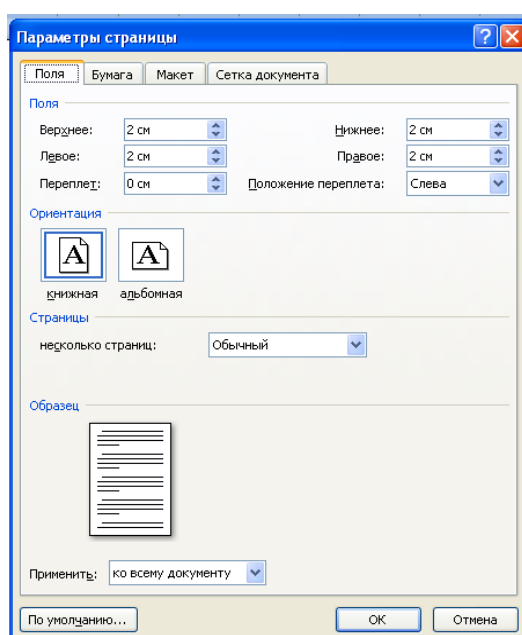 Параметры страницы
Поля Бумага Макет Сетка документа
Поля
Верхнее: 2 см Нижнее: 2 см
Левое: 2 см Правое: 2 см
Переплет: 0 см Положение переплета: Слева
Ориентация
A A
книжная альбомная
Страницы
несколько страниц: Обычный
Образец
Применить: ко всему документу
По умолчанию... ОК Отмена